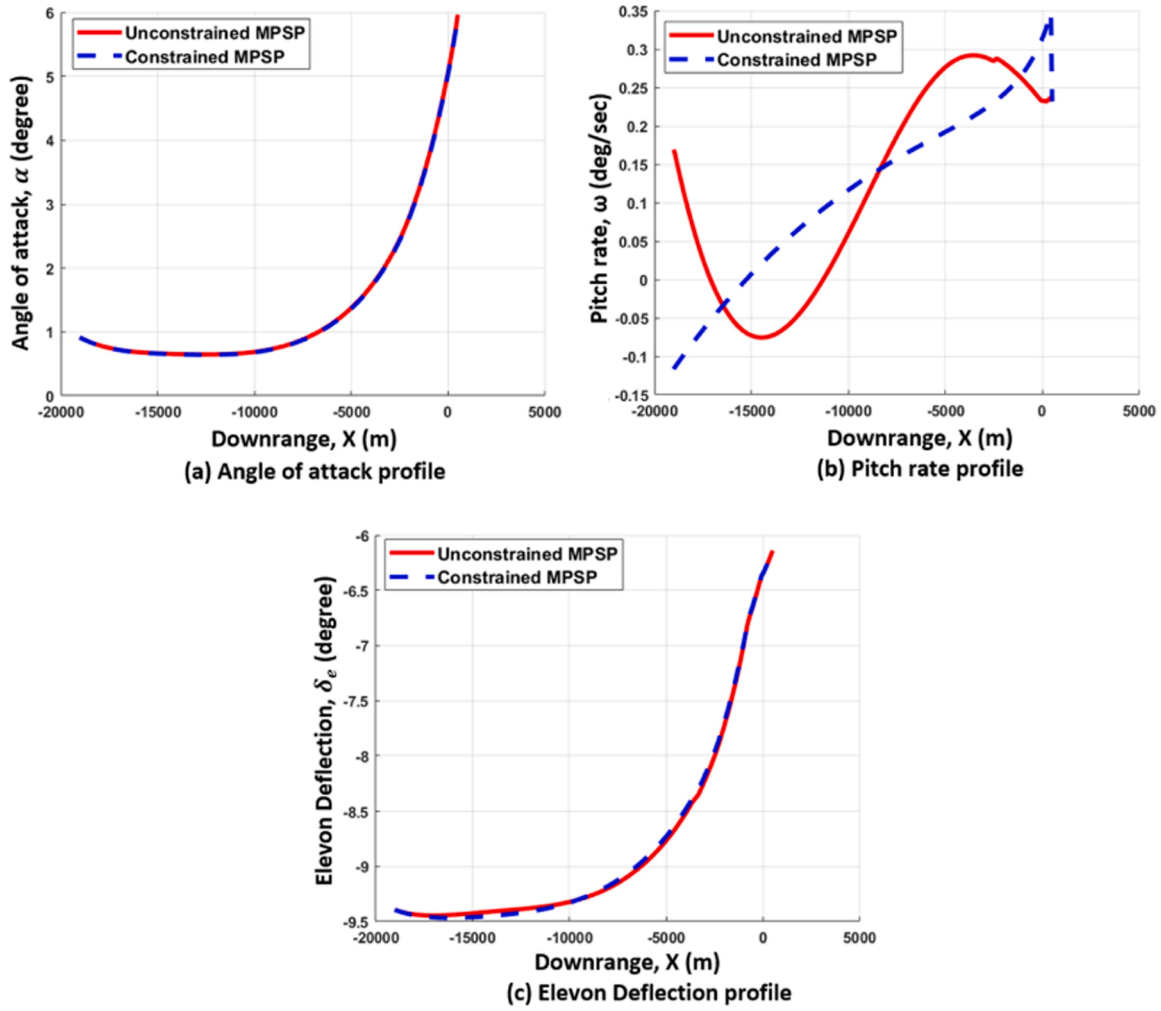 6
5
4
3
2
1
0
Angle of attack, α (degree)
Unconstrained MPSP
Constrained MPSP
-20000 -15000 -10000 -5000 0 5000
Downrange, X (m)
(a) Angle of attack profile
0.35
0.3
0.25
0.2
0.15
0.1
0.05
0
-0.05
-0.1
-0.15
Pitch rate, ω (deg/sec)
Unconstrained MPSP
Constrained MPSP
-20000 -15000 -10000 -5000 0 5000
Downrange, X (m)
(b) Pitch rate profile
-6
-6.5
-7
-7.5
-8
-8.5
-9
-9.5
Elevon Deflection, δe (degree)
Unconstrained MPSP
Constrained MPSP
-20000 -15000 -10000 -5000 0 5000
Downrange, X (m)
(c) Elevon Deflection profile